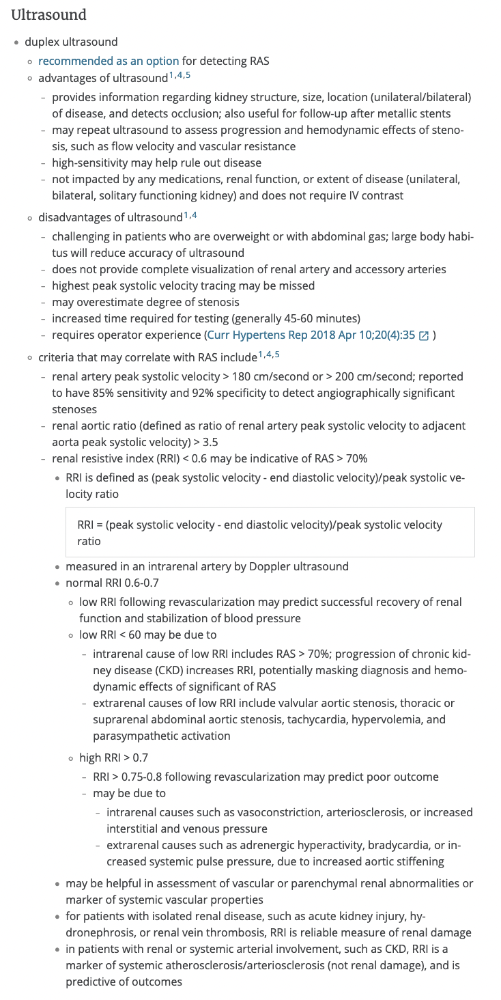 Ultrasound
• duplex ultrasound
◦ recommended as an option for detecting RAS
◦ advantages of ultrasound1,4,5
- provides information regarding kidney structure, size, location (unilateral/bilateral)
of disease, and detects occlusion; also useful for follow-up after metallic stents
- may repeat ultrasound to assess progression and hemodynamic effects of steno-
sis, such as flow velocity and vascular resistance
- high-sensitivity may help rule out disease
- not impacted by any medications, renal function, or extent of disease (unilateral,
bilateral, solitary functioning kidney) and does not require IV contrast
◦ disadvantages of ultrasound1,4
- challenging in patients who are overweight or with abdominal gas; large body habi-
tus will reduce accuracy of ultrasound
- does not provide complete visualization of renal artery and accessory arteries
- highest peak systolic velocity tracing may be missed
- may overestimate degree of stenosis
- increased time required for testing (generally 45-60 minutes)
- requires operator experience (Curr Hypertens Rep 2018 Apr 10;20(4):35 )
◦ criteria that may correlate with RAS include1,4,5
- renal artery peak systolic velocity > 180 cm/second or > 200 cm/second; reported
to have 85% sensitivity and 92% specificity to detect angiographically significant
stenoses
- renal aortic ratio (defined as ratio of renal artery peak systolic velocity to adjacent
aorta peak systolic velocity) > 3.5
- renal resistive index (RRI) < 0.6 may be indicative of RAS > 70%
• RRI is defined as (peak systolic velocity - end diastolic velocity)/peak systolic ve-
locity ratio
RRI = (peak systolic velocity - end diastolic velocity)/peak systolic velocity
ratio
• measured in an intrarenal artery by Doppler ultrasound
• normal RRI 0.6-0.7
◦ low RRI following revascularization may predict successful recovery of renal
function and stabilization of blood pressure
◦ low RRI < 60 may be due to
- intrarenal cause of low RRI includes RAS > 70%; progression of chronic kid-
ney disease (CKD) increases RRI, potentially masking diagnosis and hemo-
dynamic effects of significant of RAS
- extrarenal causes of low RRI include valvular aortic stenosis, thoracic or
suprarenal abdominal aortic stenosis, tachycardia, hypervolemia, and
parasympathetic activation
◦ high RRI > 0.7
- RRI > 0.75-0.8 following revascularization may predict poor outcome
- may be due to
- intrarenal causes such as vasoconstriction, arteriosclerosis, or increased
interstitial and venous pressure
- extrarenal causes such as adrenergic hyperactivity, bradycardia, or in-
creased systemic pulse pressure, due to increased aortic stiffening
• may be helpful in assessment of vascular or parenchymal renal abnormalities or
marker of systemic vascular properties
• for patients with isolated renal disease, such as acute kidney injury, hy-
dronephrosis, or renal vein thrombosis, RRI is reliable measure of renal damage
• in patients with renal or systemic arterial involvement, such as CKD, RRI is a
marker of systemic atherosclerosis/arteriosclerosis (not renal damage), and is
predictive of outcomes